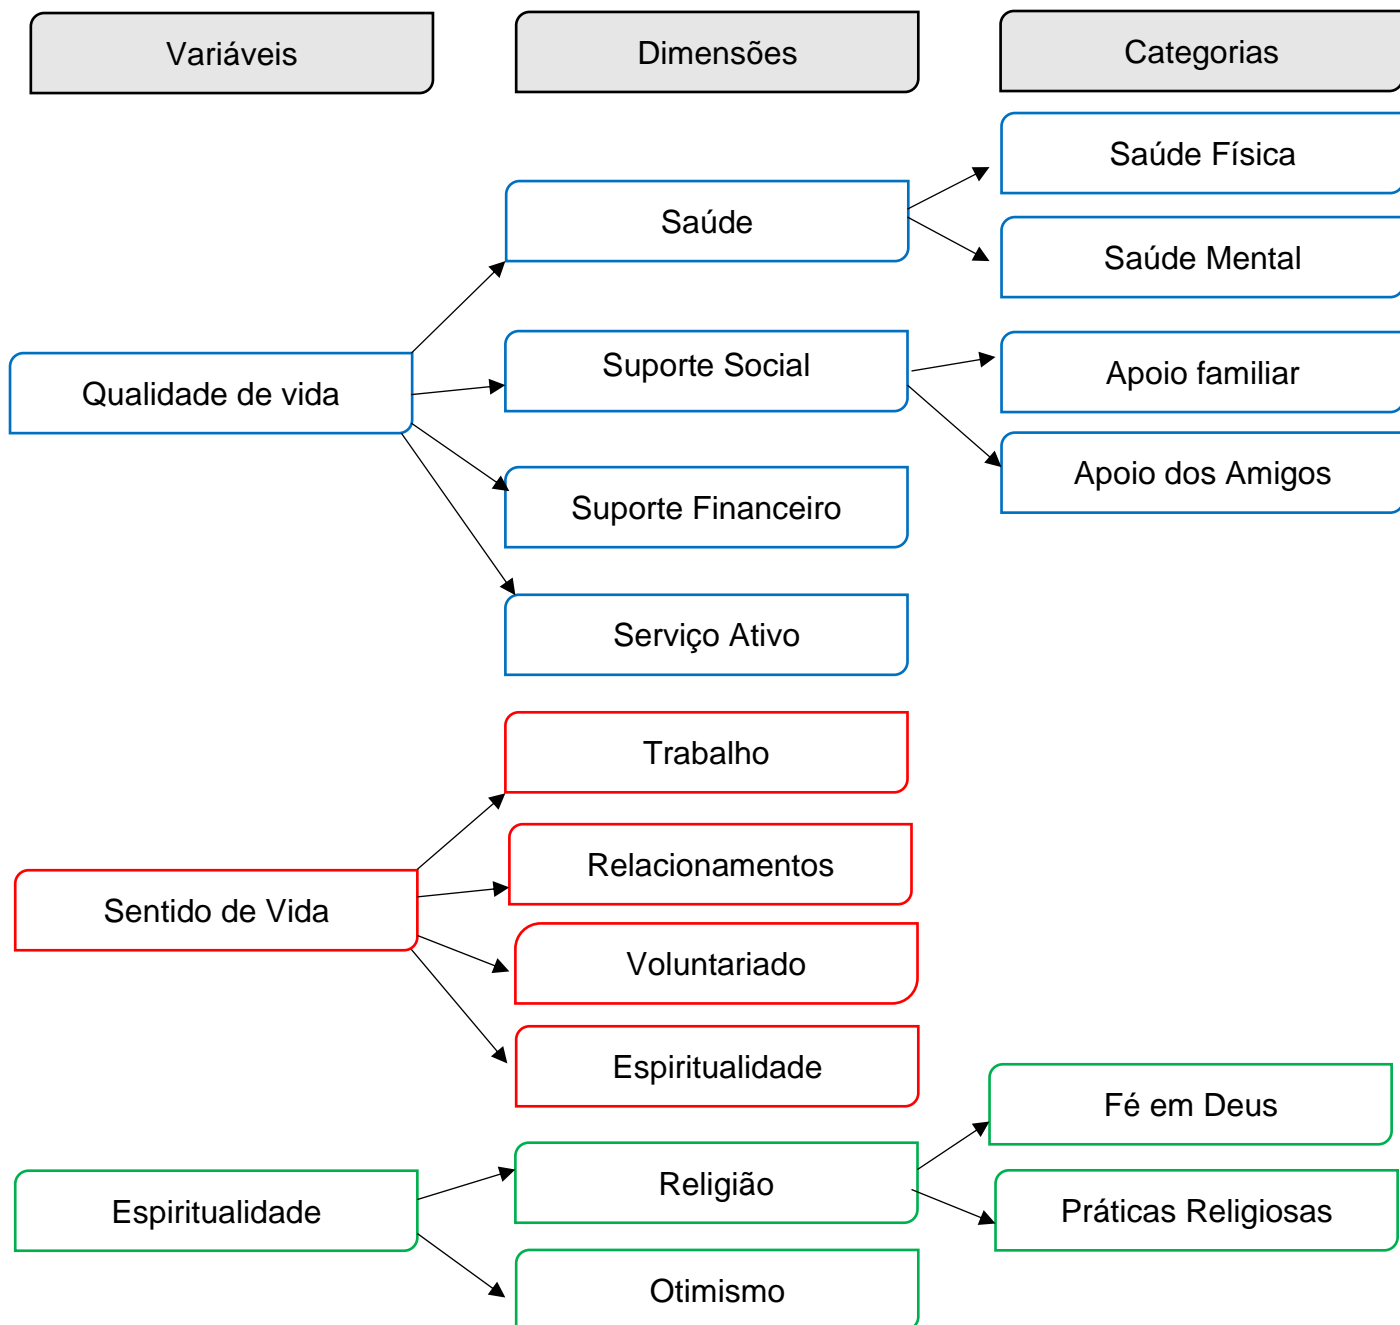 Variáveis
Dimensões
Categorias
Saúde Física
Saúde
Saúde Mental
Qualidade de vida
Suporte Social
Apoio familiar
Apoio dos Amigos
Suporte Financeiro
Serviço Ativo
Trabalho
Relacionamentos
Sentido de Vida
Voluntariado
Espiritualidade
Fé em Deus
Religião
Espiritualidade
Práticas Religiosas
Otimismo